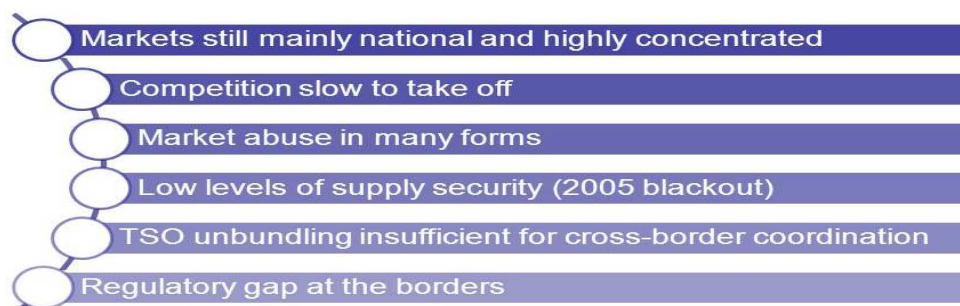 Markets still mainly national and highly concentrated
Competition slow to take off
Market abuse in many forms
Low levels of supply security (2005 blackout)
TSO unbundling insufficient for cross-border coordination
Regulatory gap at the borders